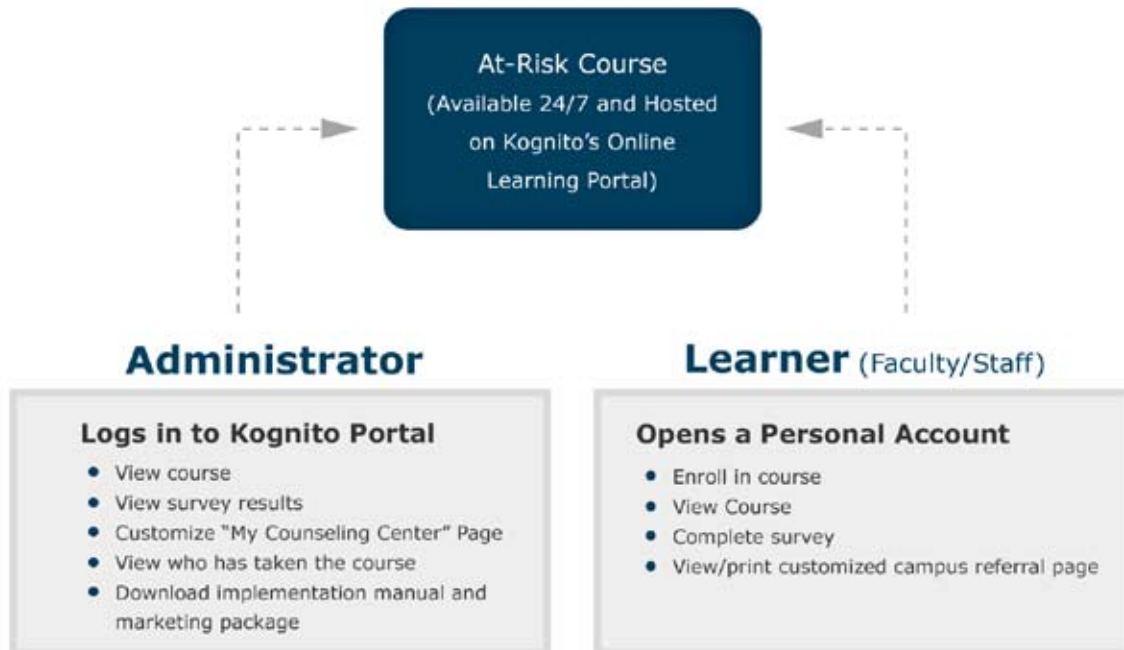 At-Risk Course
(Available 24/7 and Hosted
on Kognito's Online
Learning Portal)
Administrator
Logs in to Kognito Portal
• View course
• View survey results
• Customize “My Counseling Center” Page
• View who has taken the course
• Download implementation manual and
marketing package
Learner (Faculty/Staff)
Opens a Personal Account
• Enroll in course
• View Course
• Complete survey
• View/print customized campus referral page